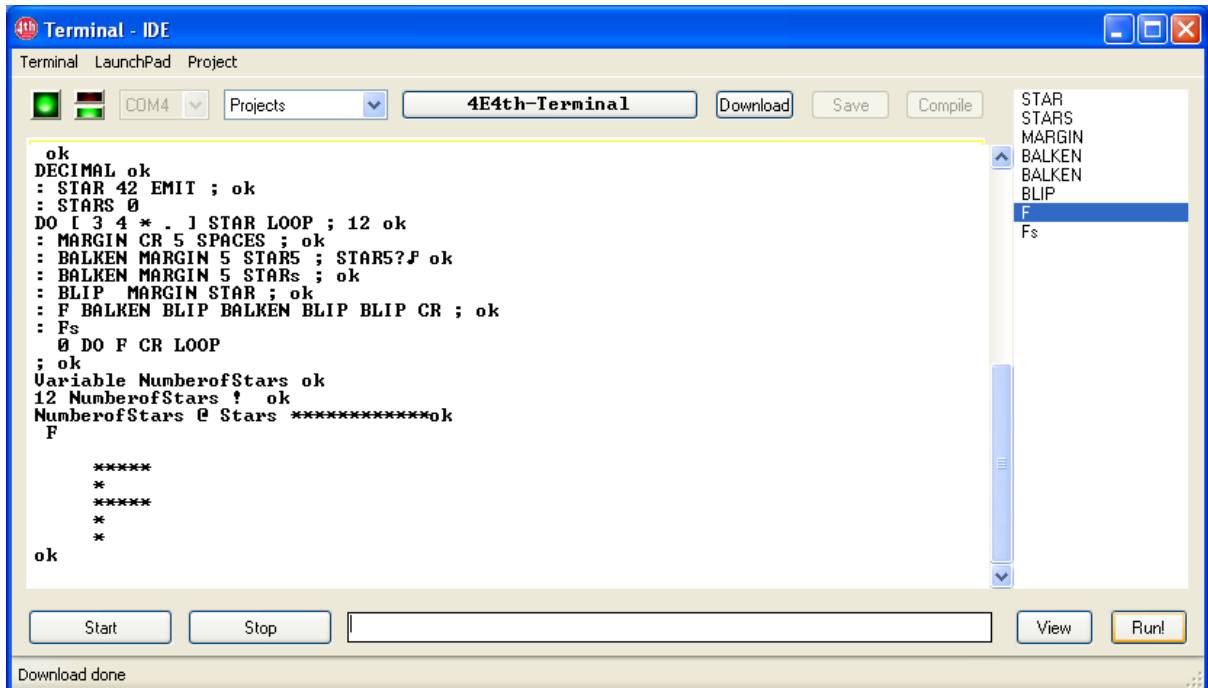 4th Terminal - IDE
Terminal LaunchPad Project
COM4 Projects 4E4th-Terminal Download Save Compile
ok
DECIMAL ok
: STAR 42 EMIT ; ok
: STARS 0
DO [ 3 4 * . ] STAR LOOP ; 12 ok
: MARGIN CR 5 SPACES ; ok
: BALKEN MARGIN 5 STAR5 ; STAR5?♪ ok
: BALKEN MARGIN 5 STARs ; ok
: BLIP  MARGIN STAR ; ok
: F BALKEN BLIP BALKEN BLIP BLIP CR ; ok
: Fs
  0 DO F CR LOOP
; ok
Variable NumberofStars ok
12 NumberofStars !  ok
NumberofStars @ Stars ************ok
 F
*****
*
*****
*
*
ok
STAR
STARS
MARGIN
BALKEN
BALKEN
BLIP
F
Fs
Start Stop View Run!
Download done